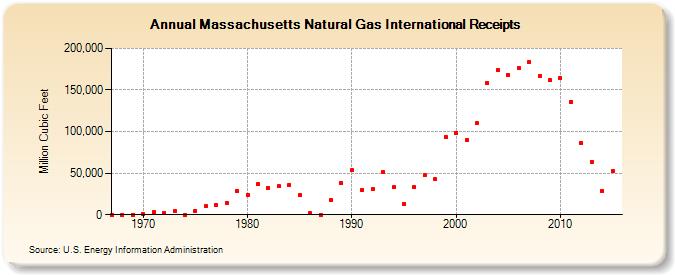 Annual Massachusetts Natural Gas International Receipts
Million Cubic Feet
200,000
150,000
100,000
50,000
0
1970 1980 1990 2000 2010
Source: U.S. Energy Information Administration